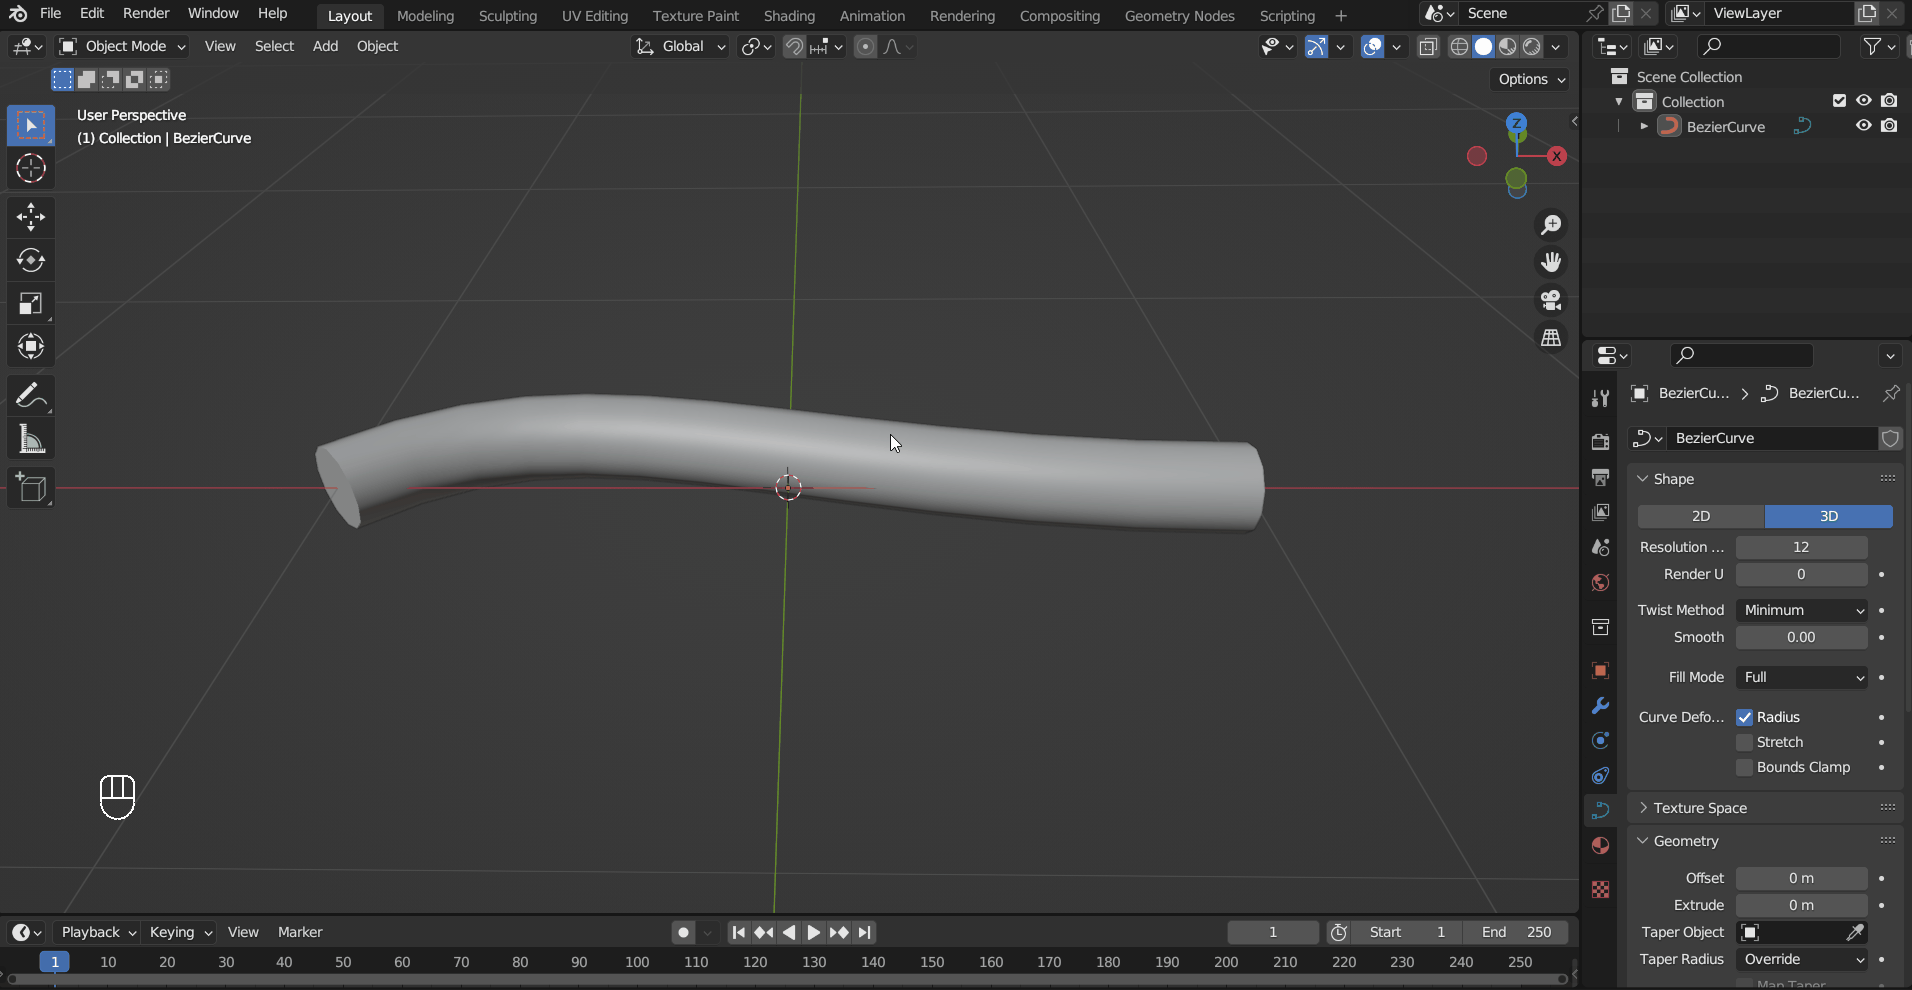 File Edit Render Window Help Layout Modeling Sculpting UV Editing Texture Paint Shading Animation Rendering Compositing Geometry Nodes Scripting + Scene ViewLayer
Object Mode View Select Add Object Global
Options
User Perspective
(1) Collection | BezierCurve
Z
X
Scene Collection
Collection
BezierCurve
BezierCu... BezierCu...
BezierCurve
Shape
2D 3D
Resolution ... 12
Render U 0
Twist Method Minimum
Smooth 0.00
Fill Mode Full
Curve Defo... Radius
Stretch
Bounds Clamp
Texture Space
Geometry
Offset 0 m
Extrude 0 m
Taper Object
Taper Radius Override
Map Taper
Playback Keying View Marker 1 Start 1 End 250
1 10 20 30 40 50 60 70 80 90 100 110 120 130 140 150 160 170 180 190 200 210 220 230 240 250